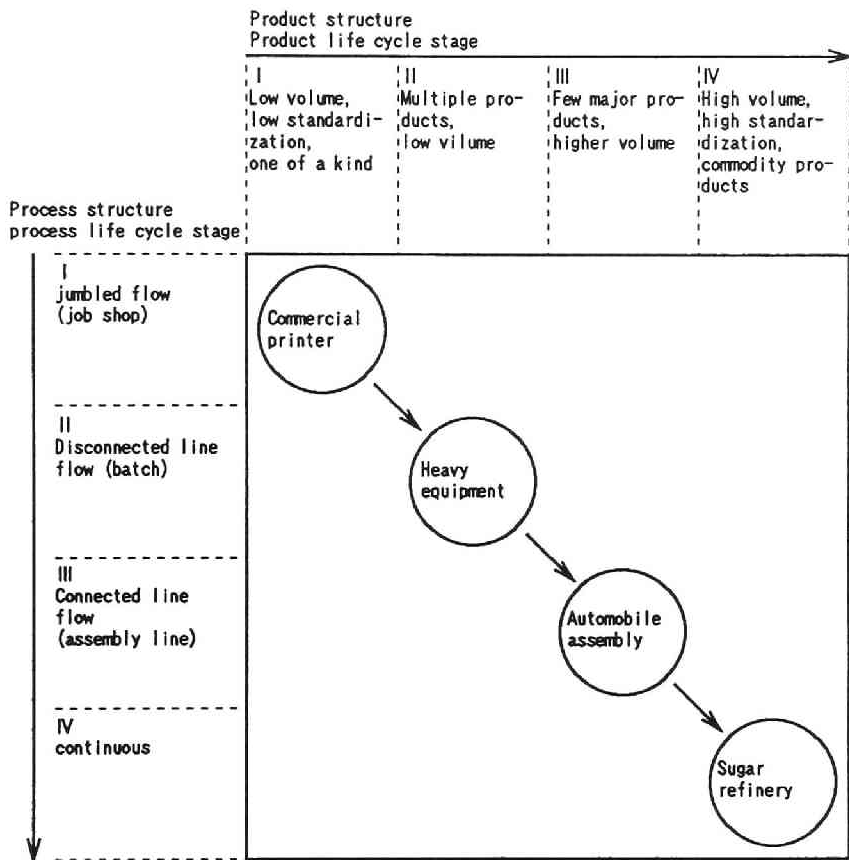 Product structure
Product life cycle stage
I
Low volume,
low standardi-
zation,
one of a kind
II
Multiple pro-
ducts,
low vilume
III
Few major pro-
ducts,
higher volume
IV
High volume,
high standar-
dization,
commodity pro-
ducts
Process structure
process life cycle stage
I
jumbled flow
(job shop)
Commercial
printer
II
Disconnected line
flow (batch)
Heavy
equipment
III
Connected line
flow
(assembly line)
Automobile
assembly
IV
continuous
Sugar
refinery